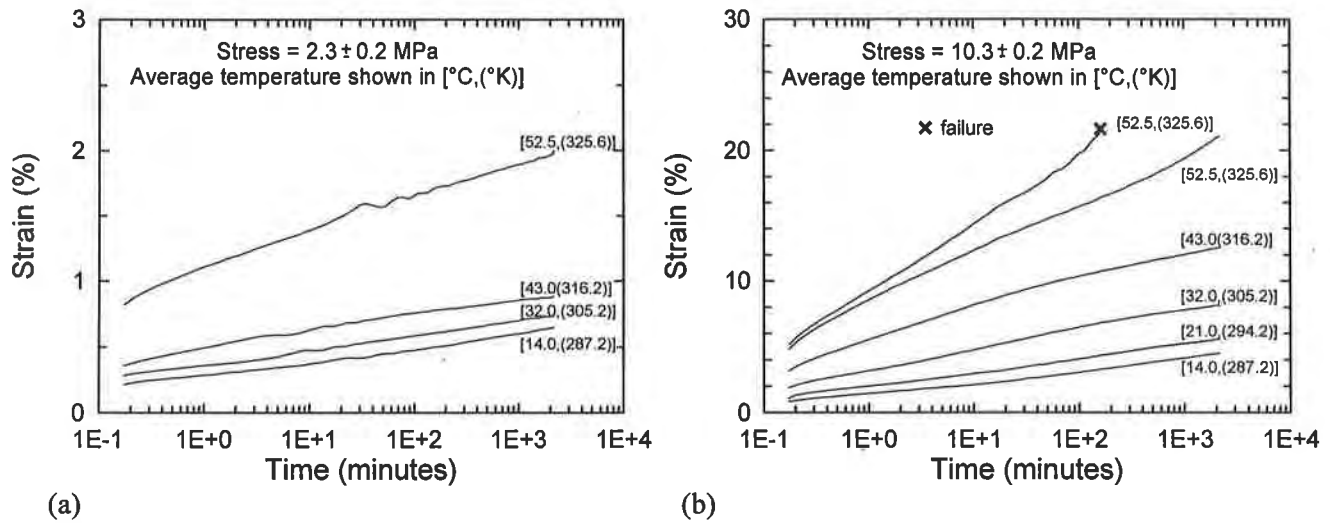 3
Stress = 2.3 ± 0.2 MPa
Average temperature shown in [°C,(°K)]
2
[52.5,(325.6)]
Strain (%)
1
[43.0(316.2)]
[32.0,(305.2)]
[14.0,(287.2)]
0
1E-1 1E+0 1E+1 1E+2 1E+3 1E+4
Time (minutes)
(a)
30
Stress = 10.3 ± 0.2 MPa
Average temperature shown in [°C,(°K)]
× failure
[52.5,(325.6)]
20
[52.5,(325.6)]
Strain (%)
[43.0(316.2)]
10
[32.0,(305.2)]
[21.0,(294.2)]
[14.0,(287.2)]
0
1E-1 1E+0 1E+1 1E+2 1E+3 1E+4
Time (minutes)
(b)